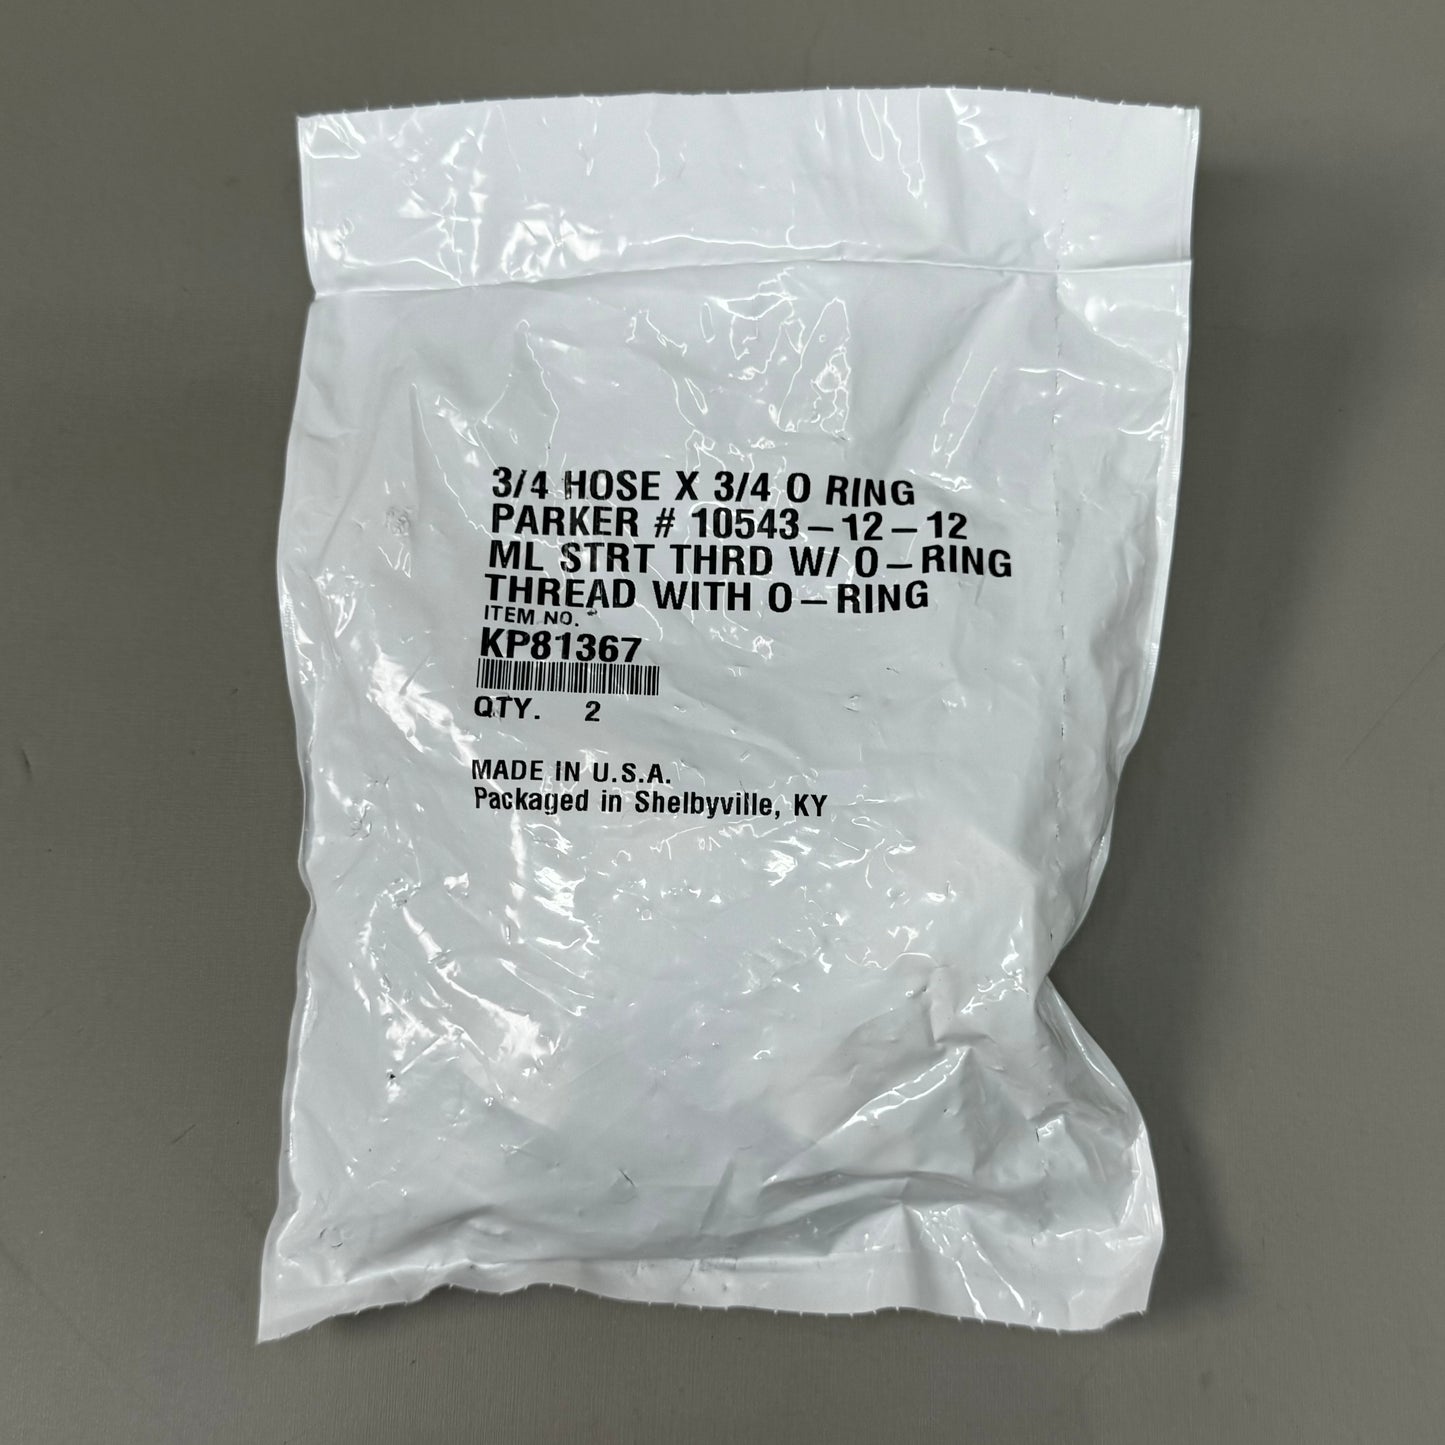 3/4 HOSE X 3/4 O RING
PARKER # 10543-12-12
ML STRT THRD W/ O-RING
THREAD WITH O-RING
ITEM NO.
KP81367
QTY. 2
MADE IN U.S.A.
Packaged in Shelbyville, KY